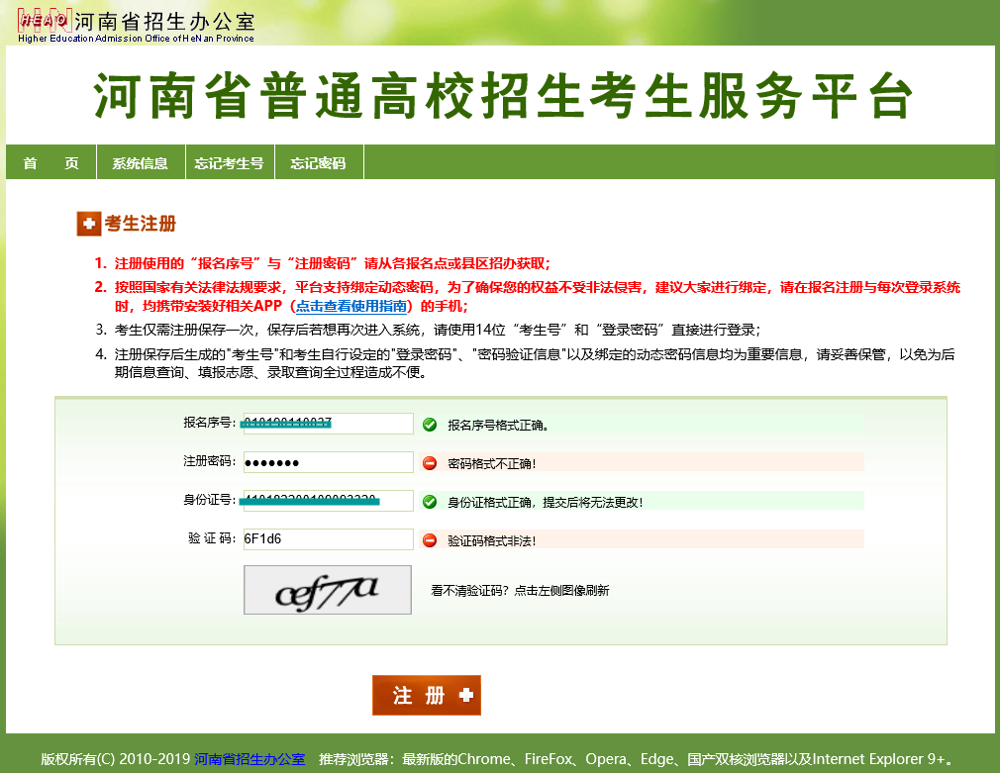 HEAO 河南省招生办公室
Higher Education Admission Office of HeNan Province
河南省普通高校招生考生服务平台
首 页 系统信息 忘记考生号 忘记密码
考生注册
1. 注册使用的“报名序号”与“注册密码”请从各报名点或县区招办获取；
2. 按照国家有关法律法规要求，平台支持绑定动态密码，为了确保您的权益不受非法侵害，建议大家进行绑定，请在报名注册与每次登录系统
时，均携带安装好相关APP（点击查看使用指南）的手机；
3. 考生仅需注册保存一次，保存后若想再次进入系统，请使用14位“考生号”和“登录密码”直接进行登录；
4. 注册保存后生成的"考生号"和考生自行设定的"登录密码"、"密码验证信息"以及绑定的动态密码信息均为重要信息，请妥善保管，以免为后
期信息查询、填报志愿、录取查询全过程造成不便。
报名序号： 报名序号格式正确。
注册密码： ●●●●●●● 密码格式不正确！
身份证号： 身份证格式正确，提交后将无法更改！
验 证 码： 6F1d6 验证码格式非法！
cef77a 看不清验证码？点击左侧图像刷新
注 册
版权所有(C) 2010-2019 河南省招生办公室 推荐浏览器：最新版的Chrome、FireFox、Opera、Edge、国产双核浏览器以及Internet Explorer 9+。